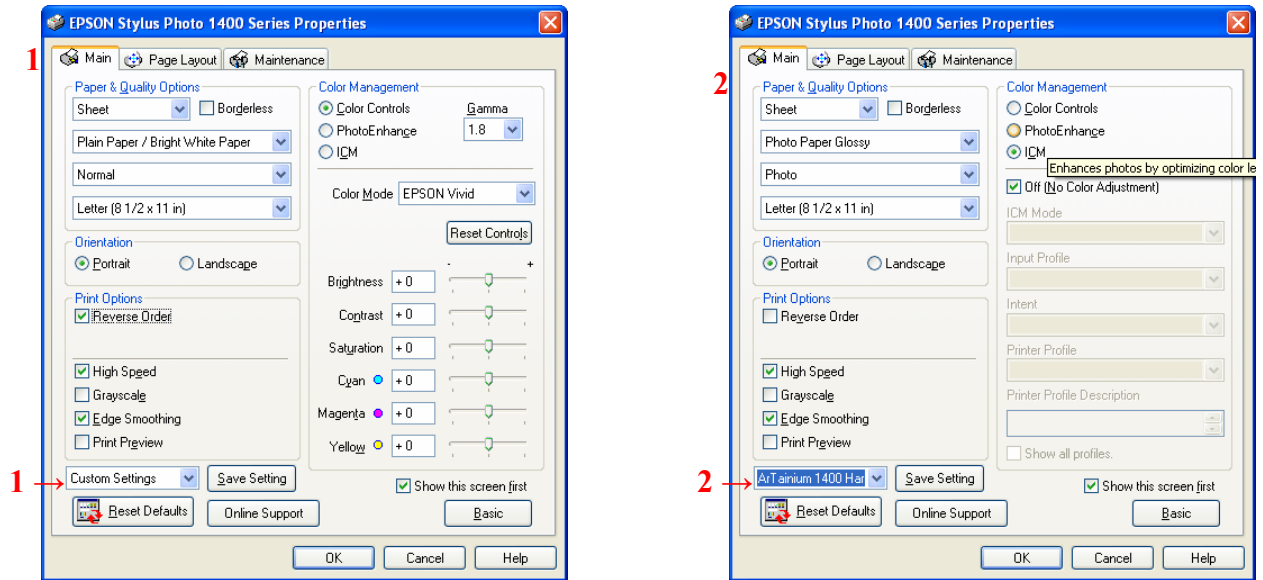 EPSON Stylus Photo 1400 Series Properties
1
Main
Page Layout
Maintenance
Paper & Quality Options
Sheet
Borderless
Plain Paper / Bright White Paper
Normal
Letter (8 1/2 x 11 in)
Orientation
Portrait
Landscape
Print Options
Reverse Order
High Speed
Grayscale
Edge Smoothing
Print Preview
Color Management
Color Controls
Gamma
PhotoEnhance
1.8
ICM
Color Mode EPSON Vivid
Reset Controls
- +
Brightness + 0
Contrast + 0
Saturation + 0
Cyan + 0
Magenta + 0
Yellow + 0
1 →
Custom Settings
Save Setting
Show this screen first
Reset Defaults
Online Support
Basic
OK
Cancel
Help
EPSON Stylus Photo 1400 Series Properties
2
Main
Page Layout
Maintenance
Paper & Quality Options
Sheet
Borderless
Photo Paper Glossy
Photo
Letter (8 1/2 x 11 in)
Orientation
Portrait
Landscape
Print Options
Reverse Order
High Speed
Grayscale
Edge Smoothing
Print Preview
Color Management
Color Controls
PhotoEnhance
ICM
Enhances photos by optimizing color le
Off (No Color Adjustment)
ICM Mode
Input Profile
Intent
Printer Profile
Printer Profile Description
Show all profiles.
2 →
ArTainium 1400 Har
Save Setting
Show this screen first
Reset Defaults
Online Support
Basic
OK
Cancel
Help